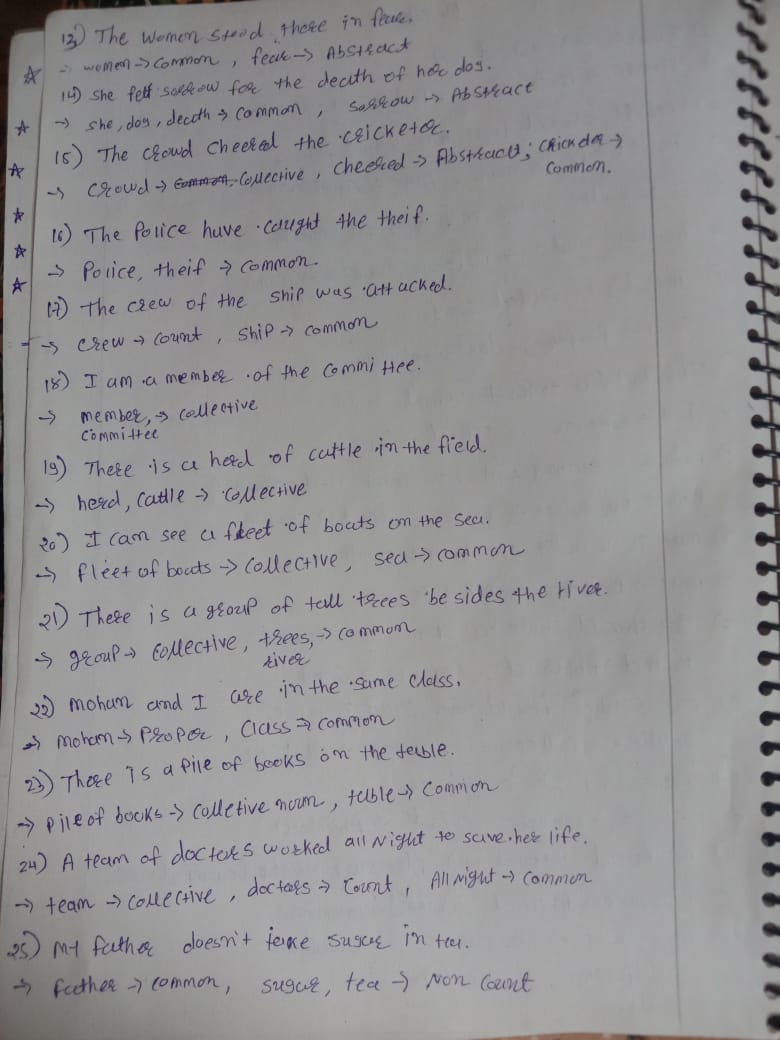 13) The women stood there in fear.
→ women → common, fear → Abstract
14) she felt sorrow for the death of her dog.
→ she, dog, death → common, sorrow → Abstract
15) The crowd cheered the cricketer.
→ crowd → Common, Collective, cheered → Abstract,
common.
16) The Police have caught the theif.
→ Police, theif → common.
17) The crew of the ship was attacked.
→ crew → count, ship → common
18) I am a member of the committee.
→ member, → collective
committee
19) There is a herd of cattle in the field.
→ herd, cattle → collective
20) I can see a fleet of boats on the sea.
→ fleet of boats → collective, sea → common
21) There is a group of tall trees besides the river.
→ group → collective, trees, → common
river
22) Mohan and I are in the same class.
→ Mohan → Proper, Class → common
23) There is a pile of books on the table.
→ pile of books → colletive noun, table → common
24) A team of doctors worked all night to save her life.
→ team → collective, doctors → count, All night → common
25) My father doesn't take sugar in tea.
→ father → common, sugar, tea → Non count